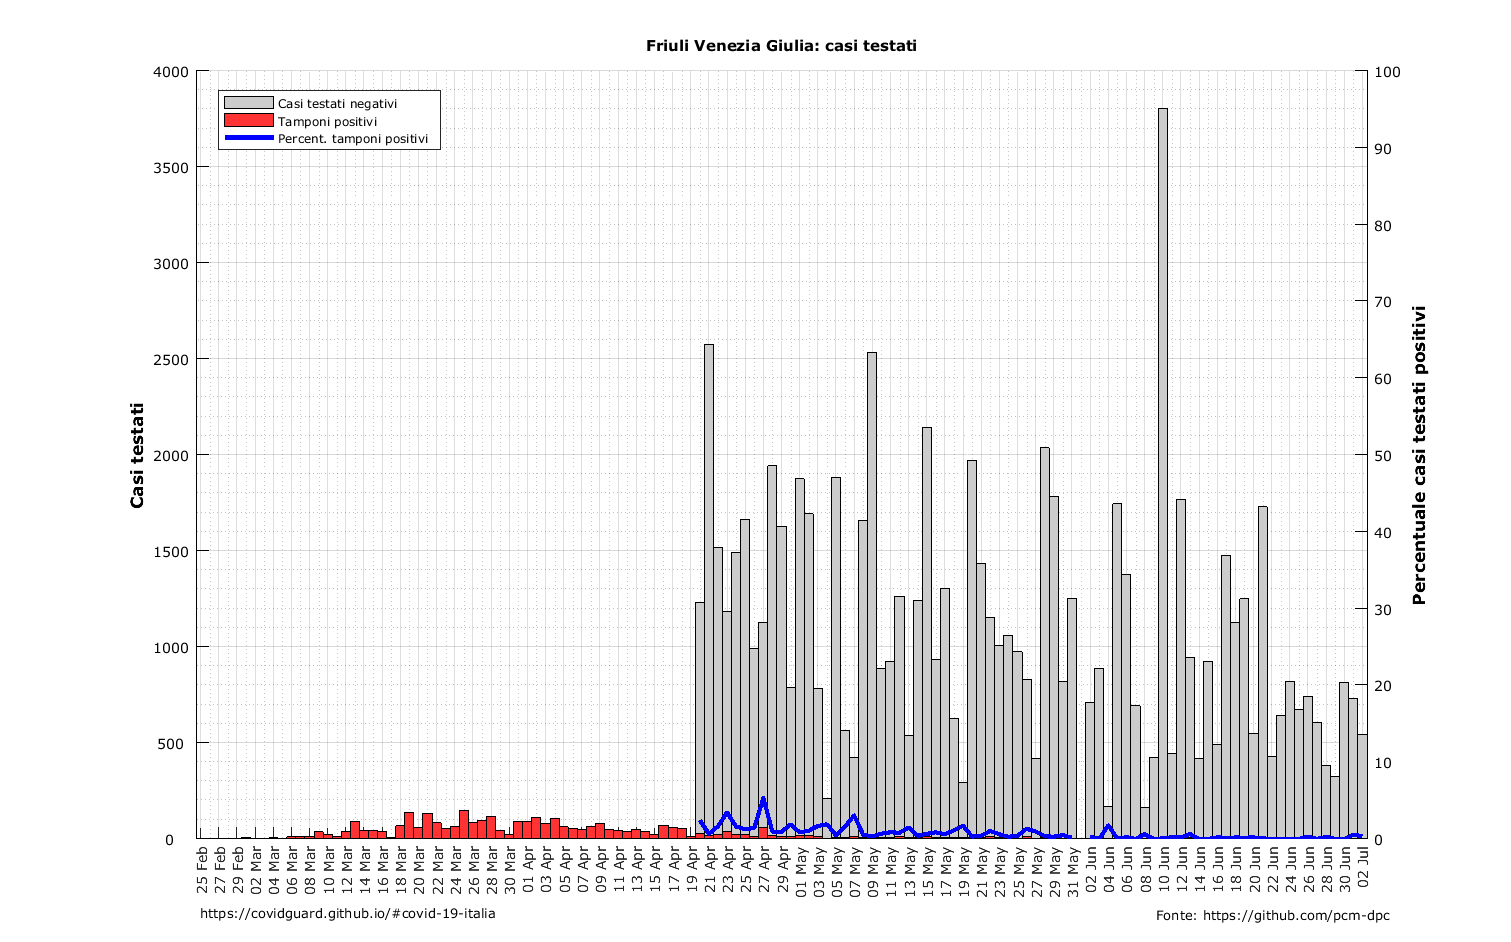 Friuli Venezia Giulia: casi testati
Casi testati negativi
Tamponi positivi
Percent. tamponi positivi
Casi testati
4000
3500
3000
2500
2000
1500
1000
500
0
100
90
80
70
60
50
40
30
20
10
0
Percentuale casi testati positivi
25 Feb
27 Feb
29 Feb
02 Mar
04 Mar
06 Mar
08 Mar
10 Mar
12 Mar
14 Mar
16 Mar
18 Mar
20 Mar
22 Mar
24 Mar
26 Mar
28 Mar
30 Mar
01 Apr
03 Apr
05 Apr
07 Apr
09 Apr
11 Apr
13 Apr
15 Apr
17 Apr
19 Apr
21 Apr
23 Apr
25 Apr
27 Apr
29 Apr
01 May
03 May
05 May
07 May
09 May
11 May
13 May
15 May
17 May
19 May
21 May
23 May
25 May
27 May
29 May
31 May
02 Jun
04 Jun
06 Jun
08 Jun
10 Jun
12 Jun
14 Jun
16 Jun
18 Jun
20 Jun
22 Jun
24 Jun
26 Jun
28 Jun
30 Jun
02 Jul
https://covidguard.github.io/#covid-19-italia
Fonte: https://github.com/pcm-dpc